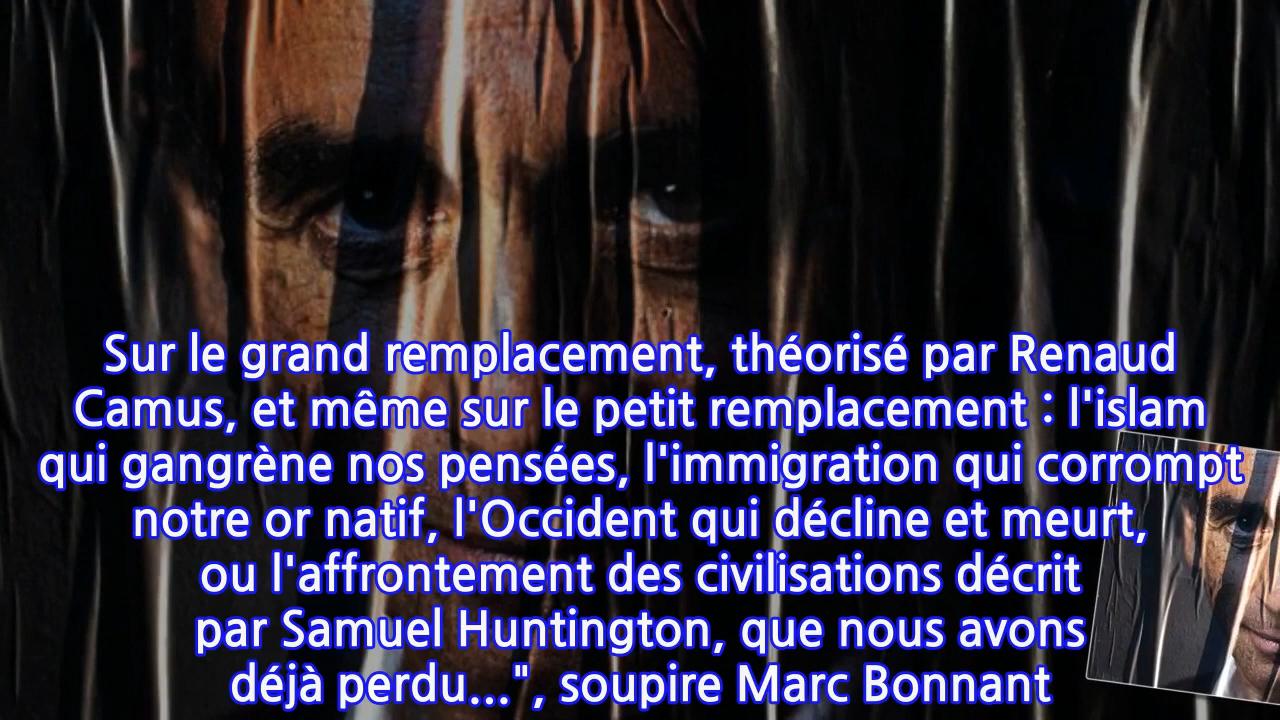 Sur le grand remplacement, théorisé par Renaud
Camus, et même sur le petit remplacement : l'islam
qui gangrène nos pensées, l'immigration qui corrompt
notre or natif, l'Occident qui décline et meurt,
ou l'affrontement des civilisations décrit
par Samuel Huntington, que nous avons
déjà perdu...", soupire Marc Bonnant